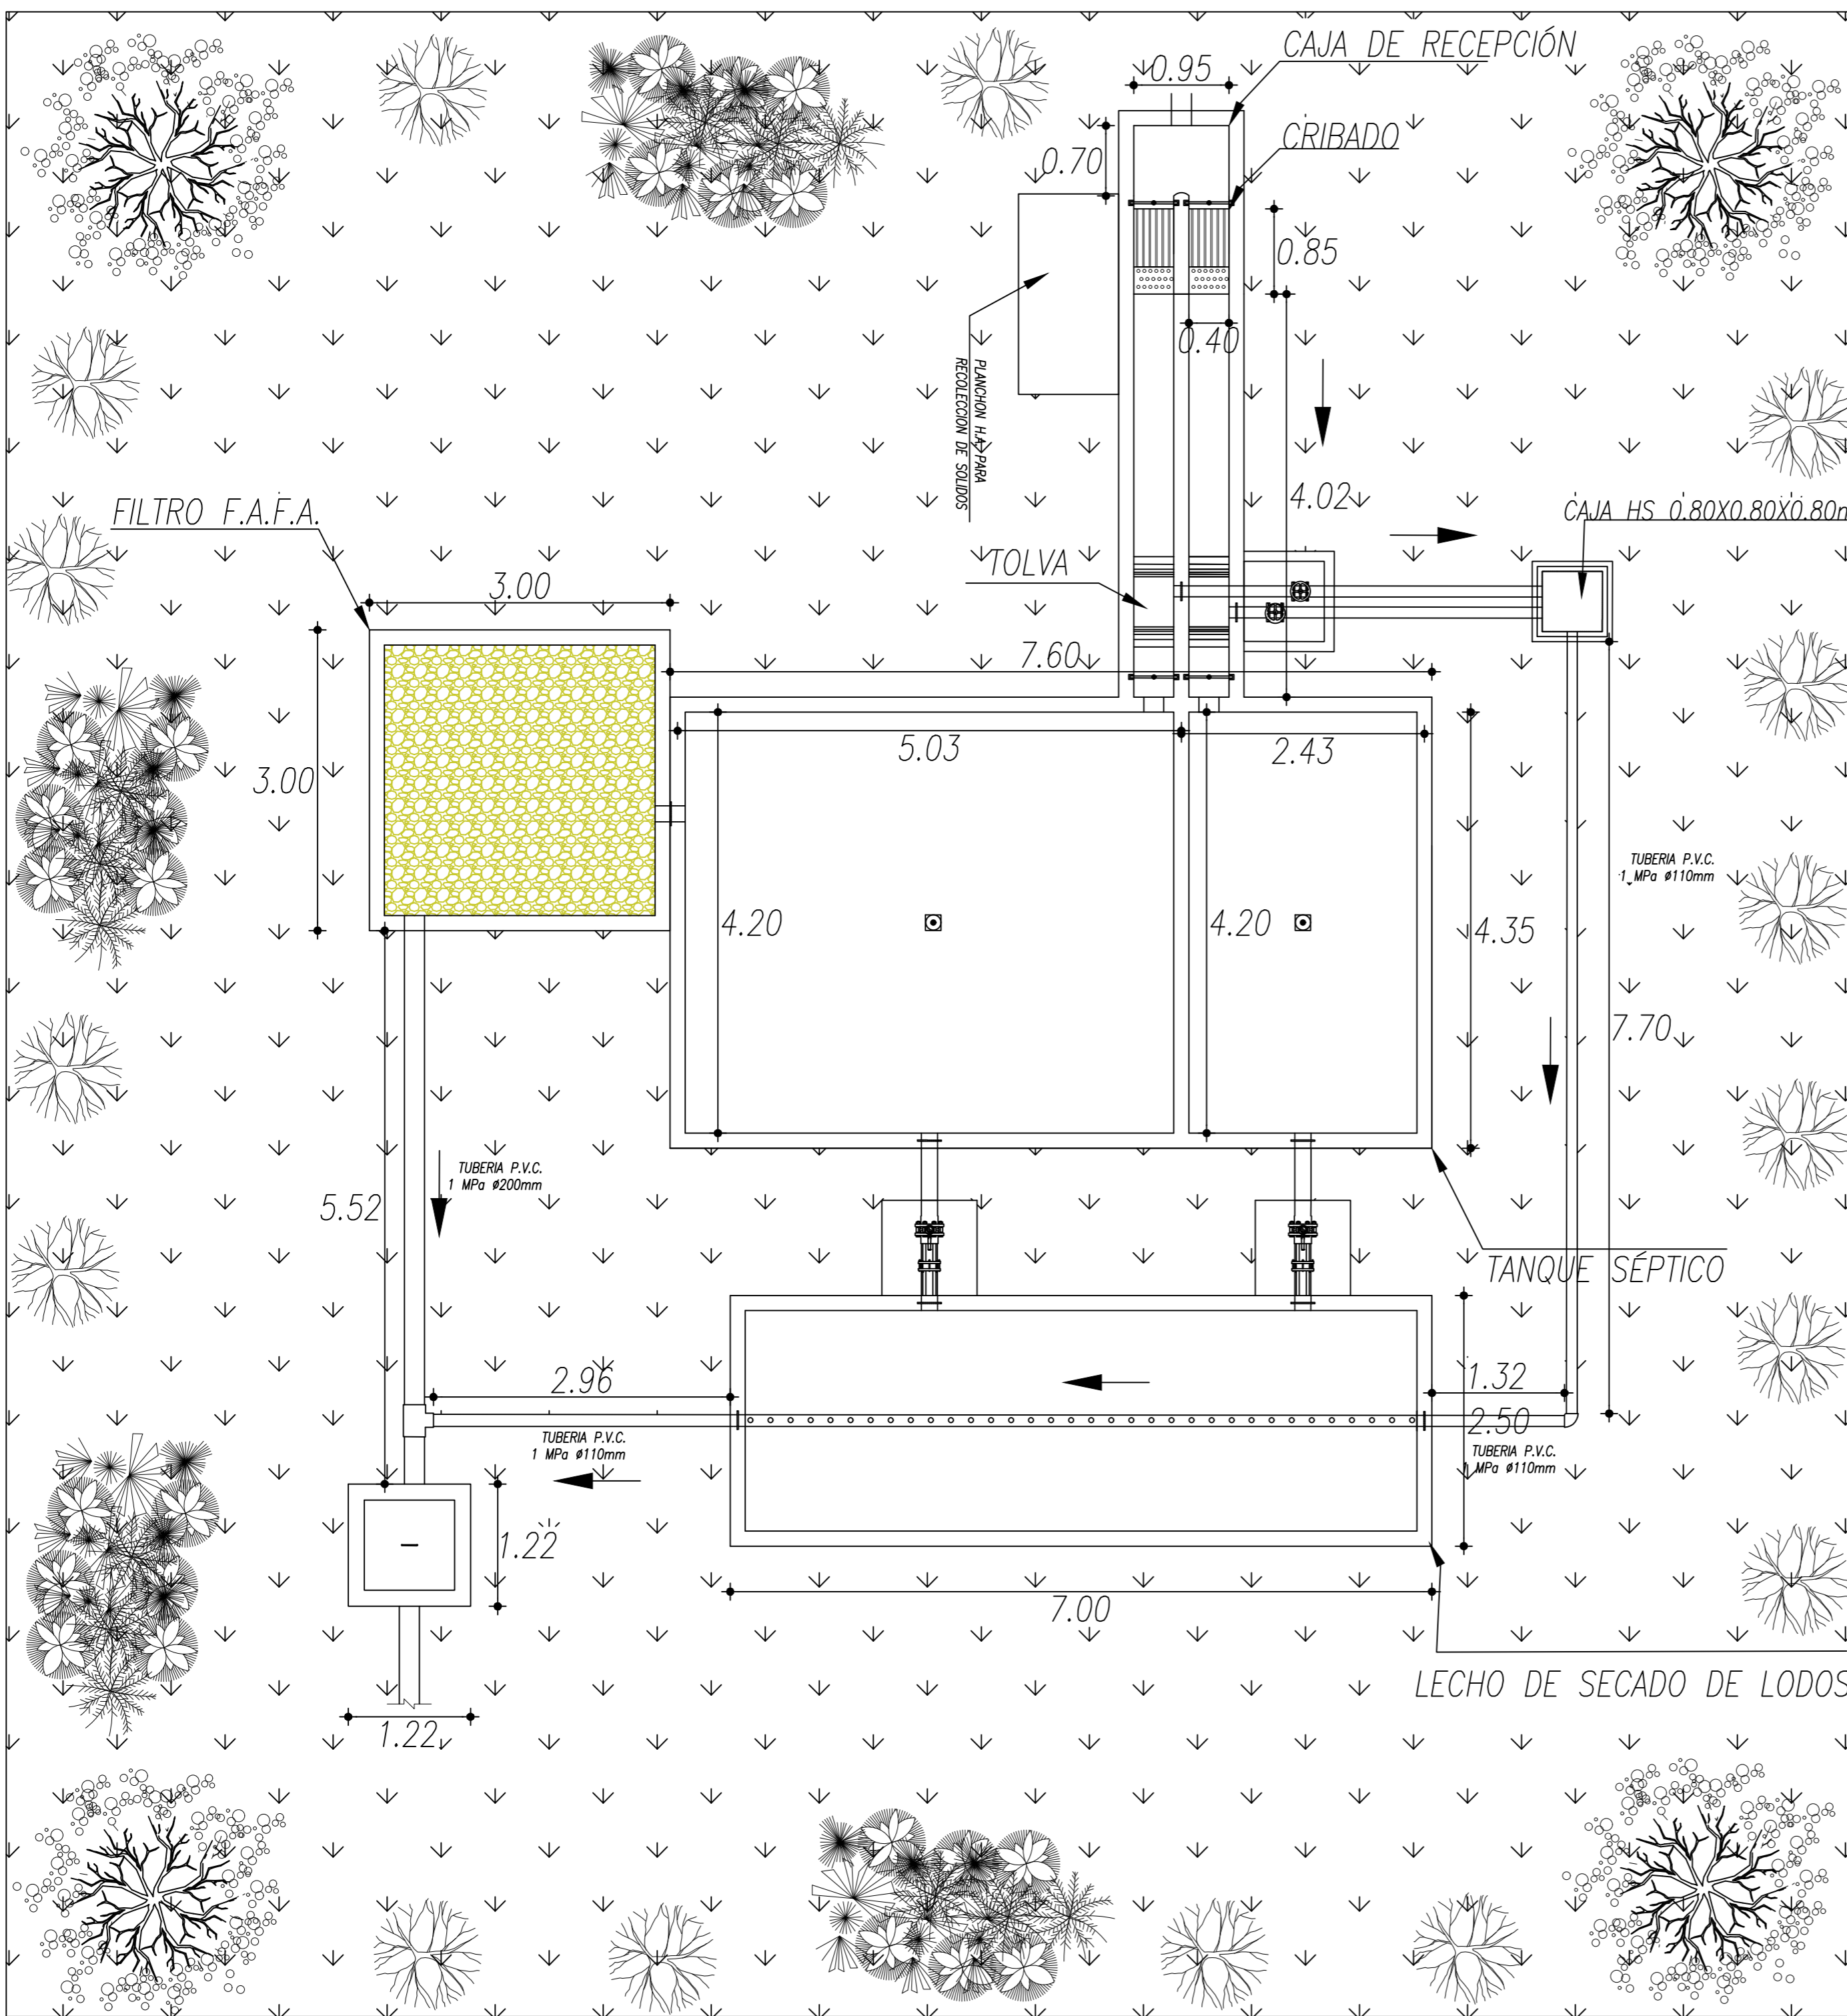 CAJA DE RECEPCIÓN
0.95
CRIBADO
0.70
0.85
0.40
PLANCHON H.A. PARA
RECOLECCION DE SOLIDOS
4.02
FILTRO F.A.F.A.
CAJA HS 0.80X0.80X0.80m
TOLVA
3.00
7.60
5.03
2.43
3.00
TUBERIA P.V.C.
1 MPa ø110mm
4.20
4.20
4.35
7.70
TUBERIA P.V.C.
1 MPa ø200mm
5.52
TANQUE SÉPTICO
2.96
1.32
2.50
TUBERIA P.V.C.
1 MPa ø110mm
TUBERIA P.V.C.
1 MPa ø110mm
1.22
7.00
LECHO DE SECADO DE LODOS
1.22